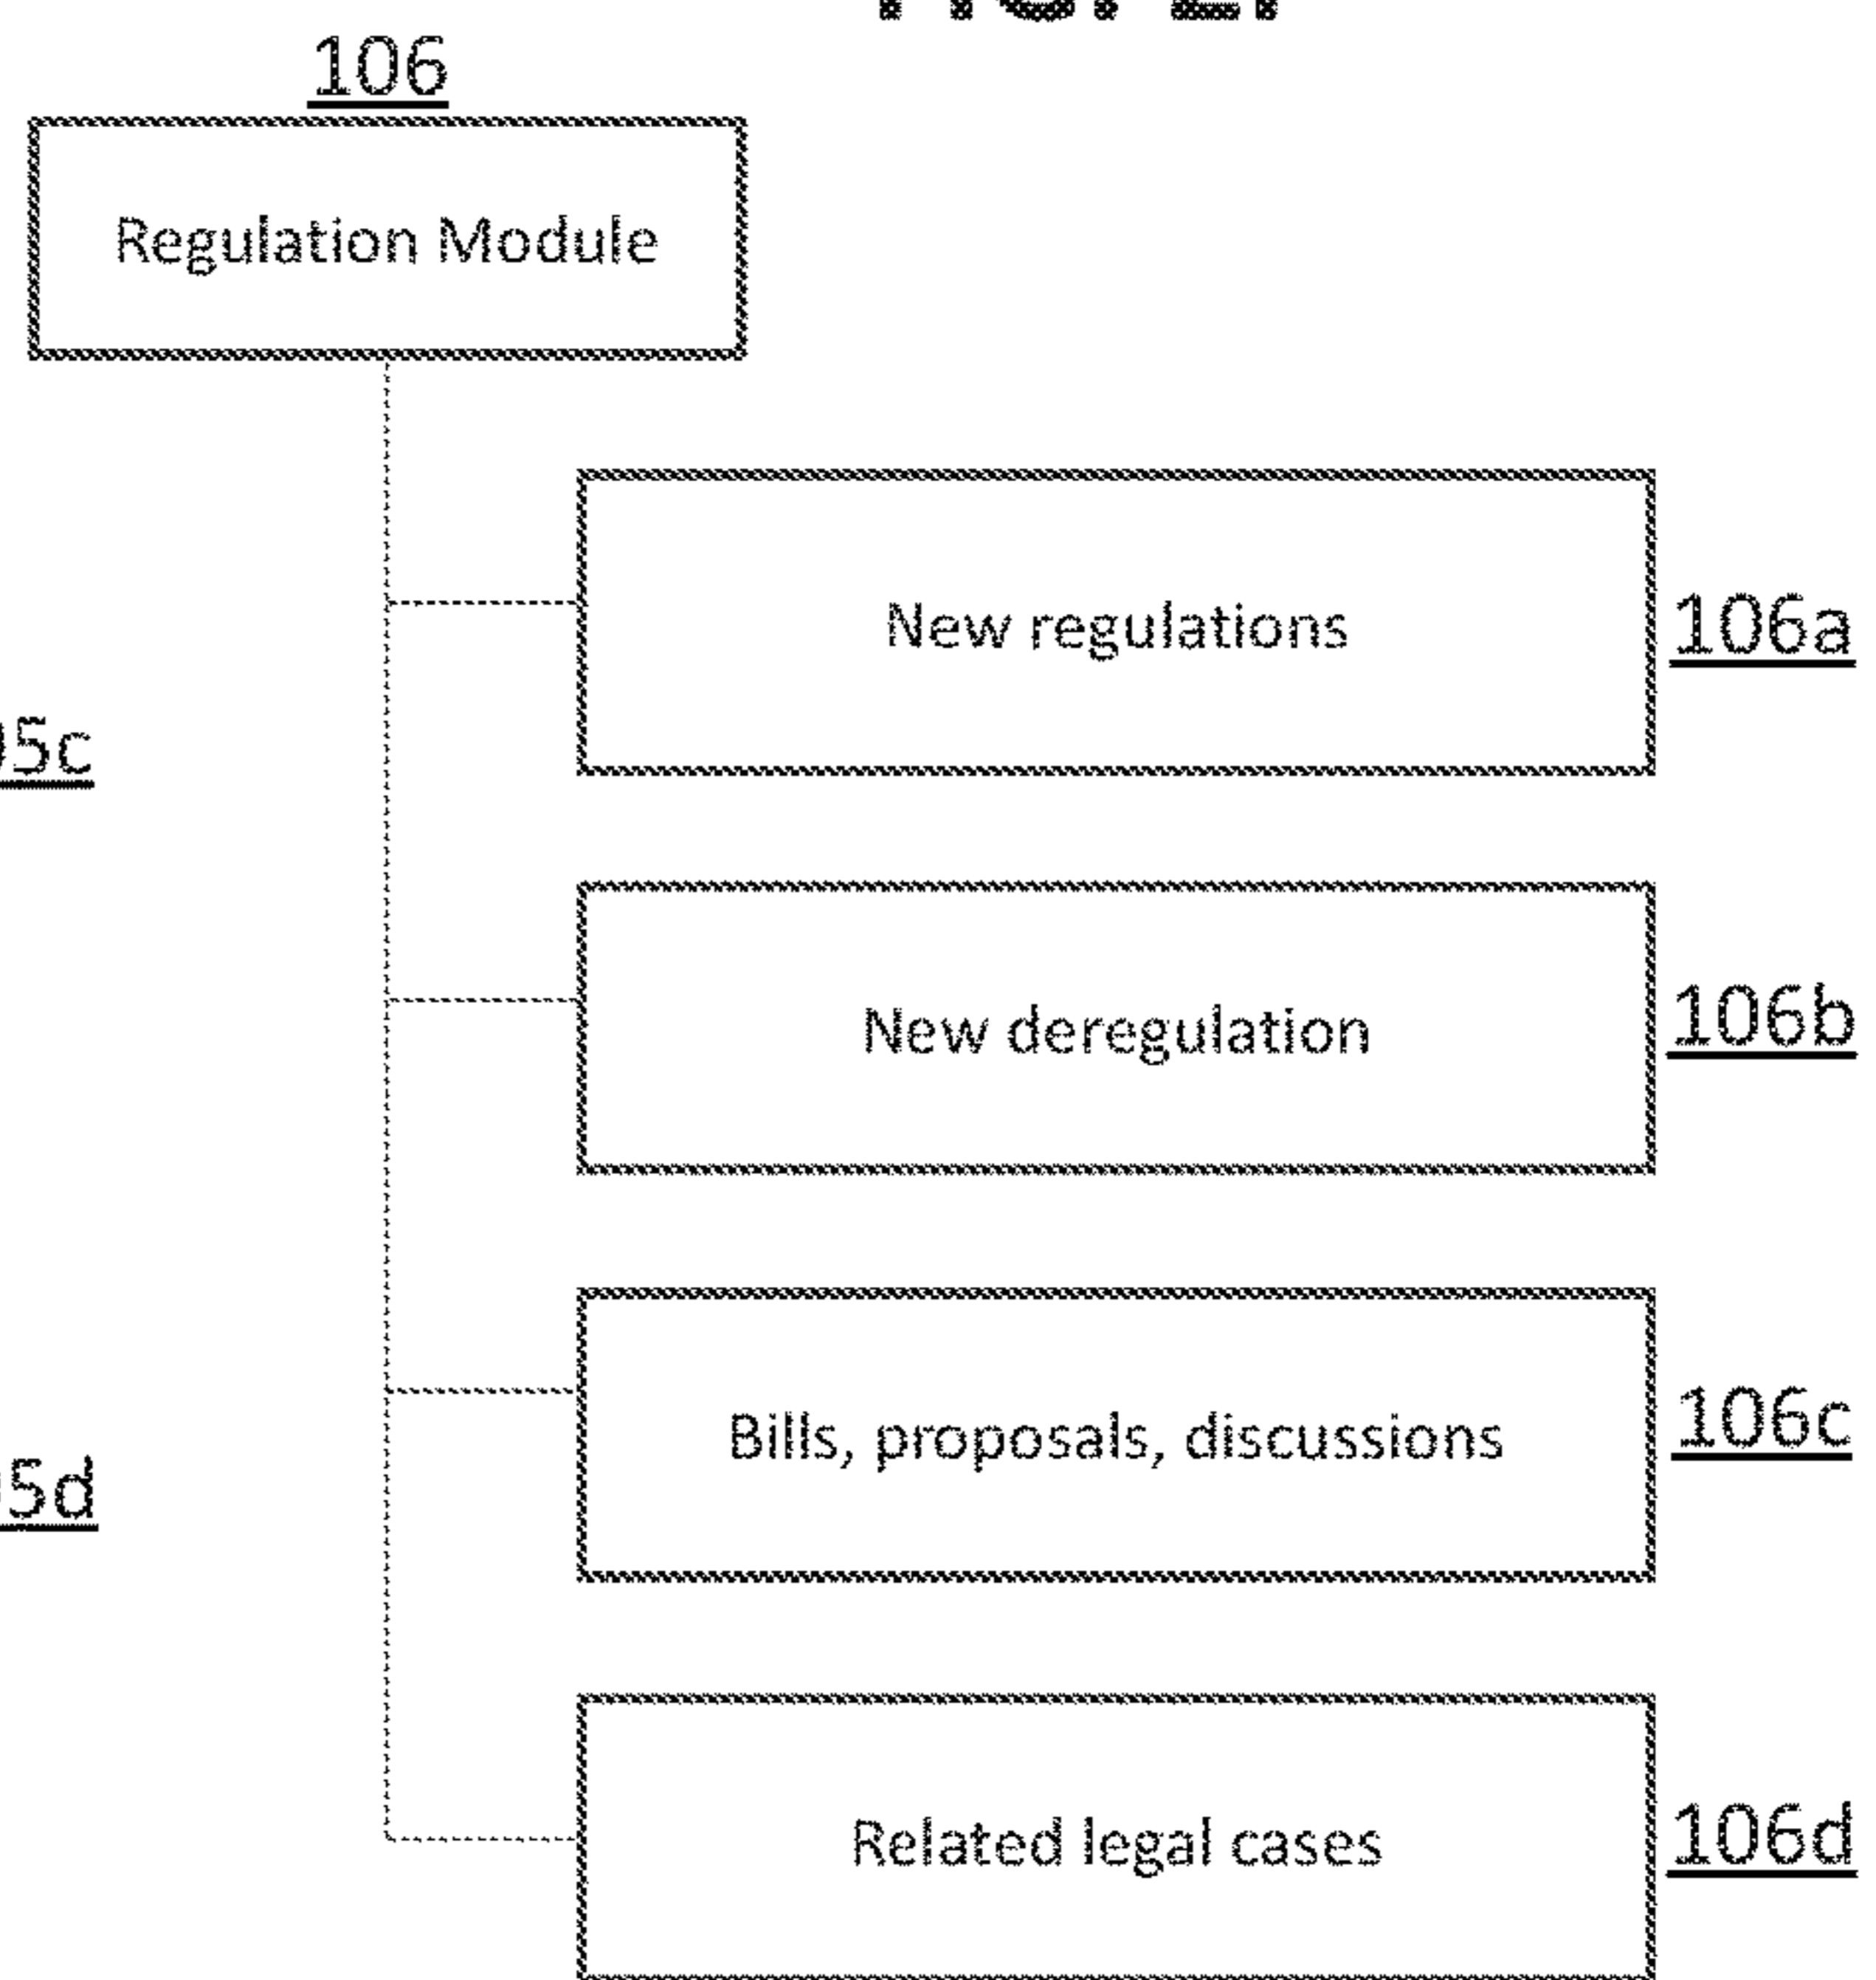 106
Regulation Module
New regulations
106a
5c
New deregulation
106b
Bills, proposals, discussions
106c
5d
Related legal cases
106d